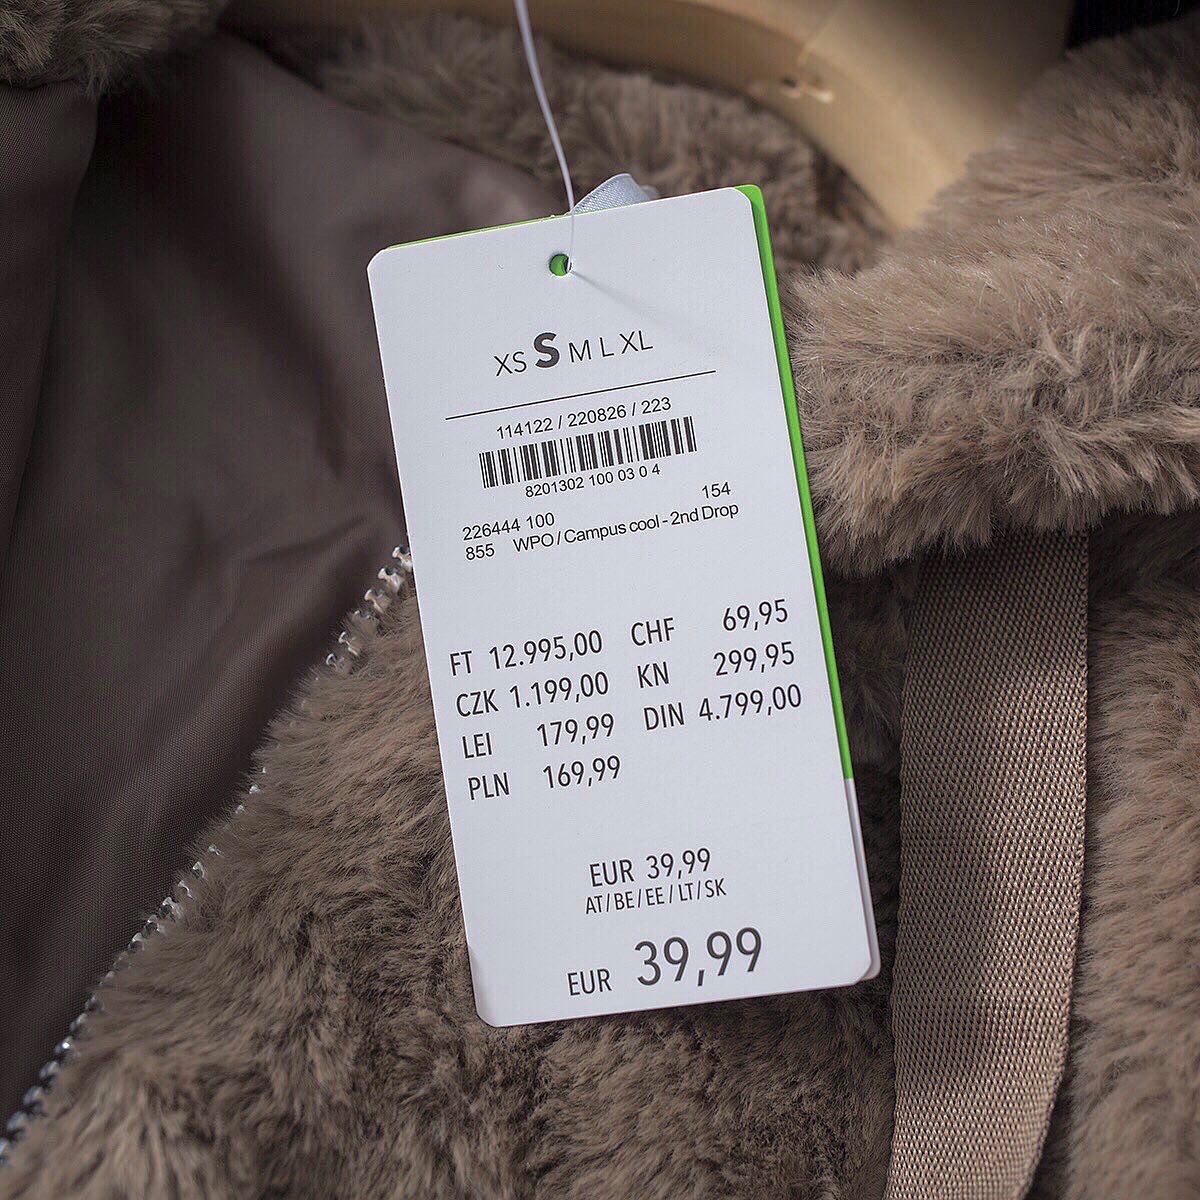 XS S M L XL
114122 / 220826 / 223
8201302 100 03 0 4
226444 100 154
855 WPO / Campus cool - 2nd Drop
FT 12.995,00 CHF 69,95
CZK 1.199,00 KN 299,95
LEI 179,99 DIN 4.799,00
PLN 169,99
EUR 39,99
AT/BE/EE/LT/SK
EUR 39,99